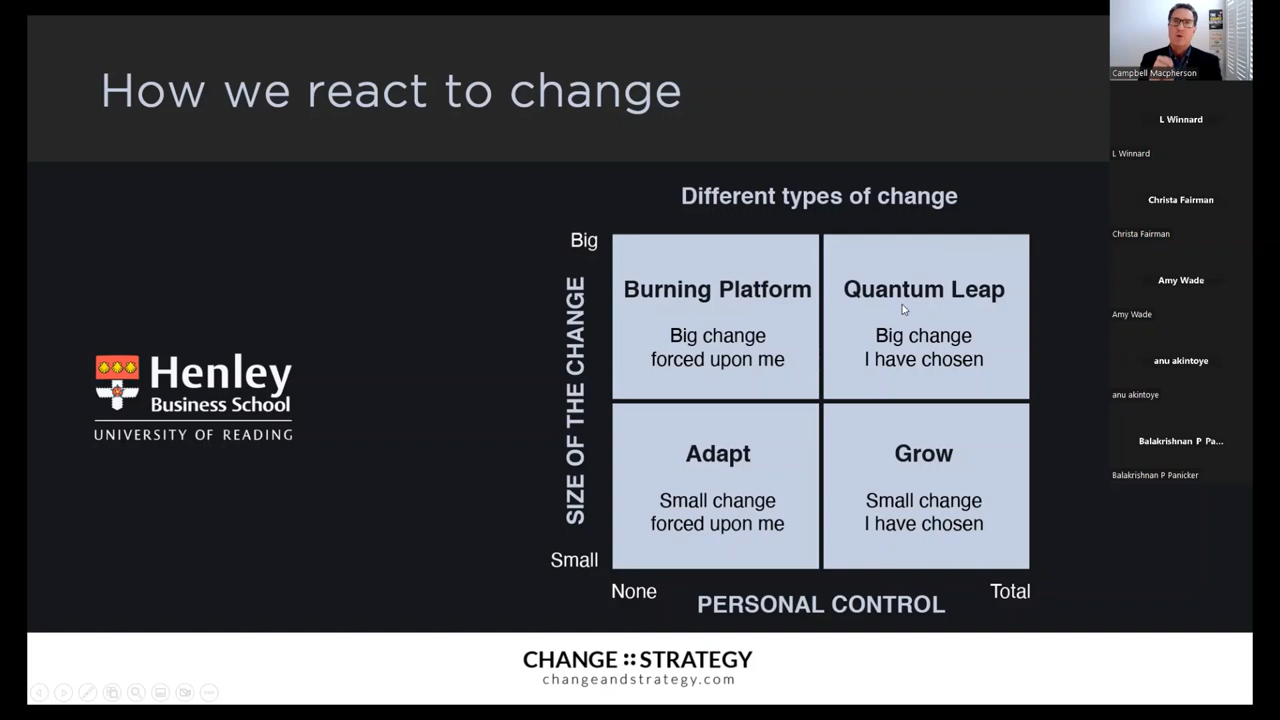 How we react to change
Different types of change
Big
Burning Platform
Big change
forced upon me
Quantum Leap
Big change
I have chosen
SIZE OF THE CHANGE
Adapt
Small change
forced upon me
Grow
Small change
I have chosen
Small
None
PERSONAL CONTROL
Total
Henley
Business School
UNIVERSITY OF READING
CHANGE::STRATEGY
changeandstrategy.com
Campbell Macpherson
L Winnard
L Winnard
Christa Fairman
Christa Fairman
Amy Wade
Amy Wade
anu akintoye
anu akintoye
Balakrishnan P Pa...
Balakrishnan P Panicker